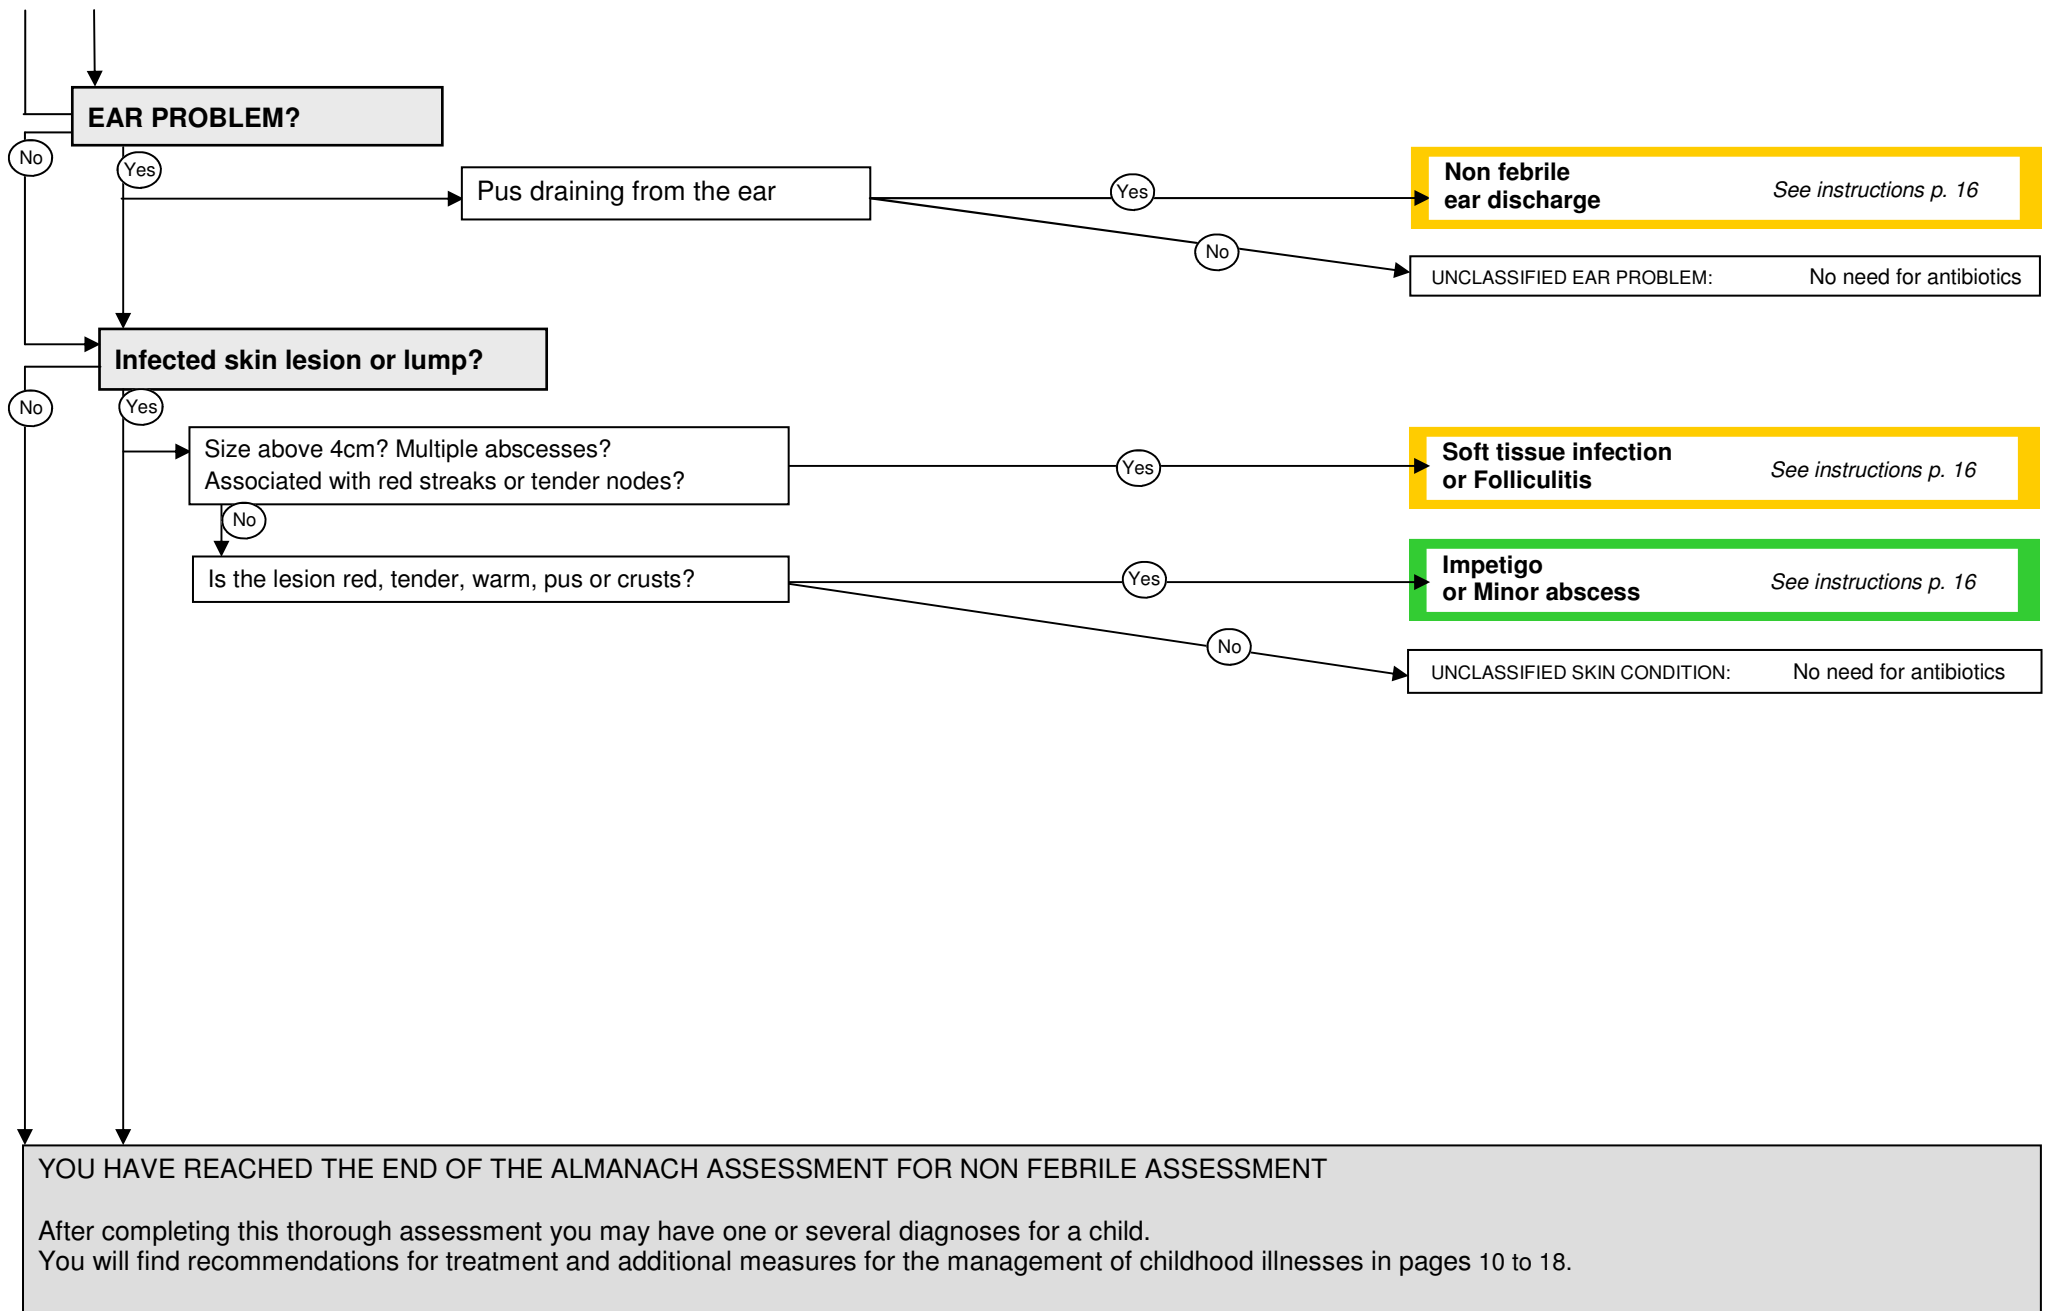 EAR PROBLEM?
No
Yes
Pus draining from the ear
Yes
Non febrile
ear discharge
See instructions p. 16
No
UNCLASSIFIED EAR PROBLEM: No need for antibiotics
Infected skin lesion or lump?
No
Yes
Size above 4cm? Multiple abscesses?
Associated with red streaks or tender nodes?
Yes
Soft tissue infection
or Folliculitis
See instructions p. 16
No
Is the lesion red, tender, warm, pus or crusts?
Yes
Impetigo
or Minor abscess
See instructions p. 16
No
UNCLASSIFIED SKIN CONDITION: No need for antibiotics
YOU HAVE REACHED THE END OF THE ALMANACH ASSESSMENT FOR NON FEBRILE ASSESSMENT
After completing this thorough assessment you may have one or several diagnoses for a child.
You will find recommendations for treatment and additional measures for the management of childhood illnesses in pages 10 to 18.